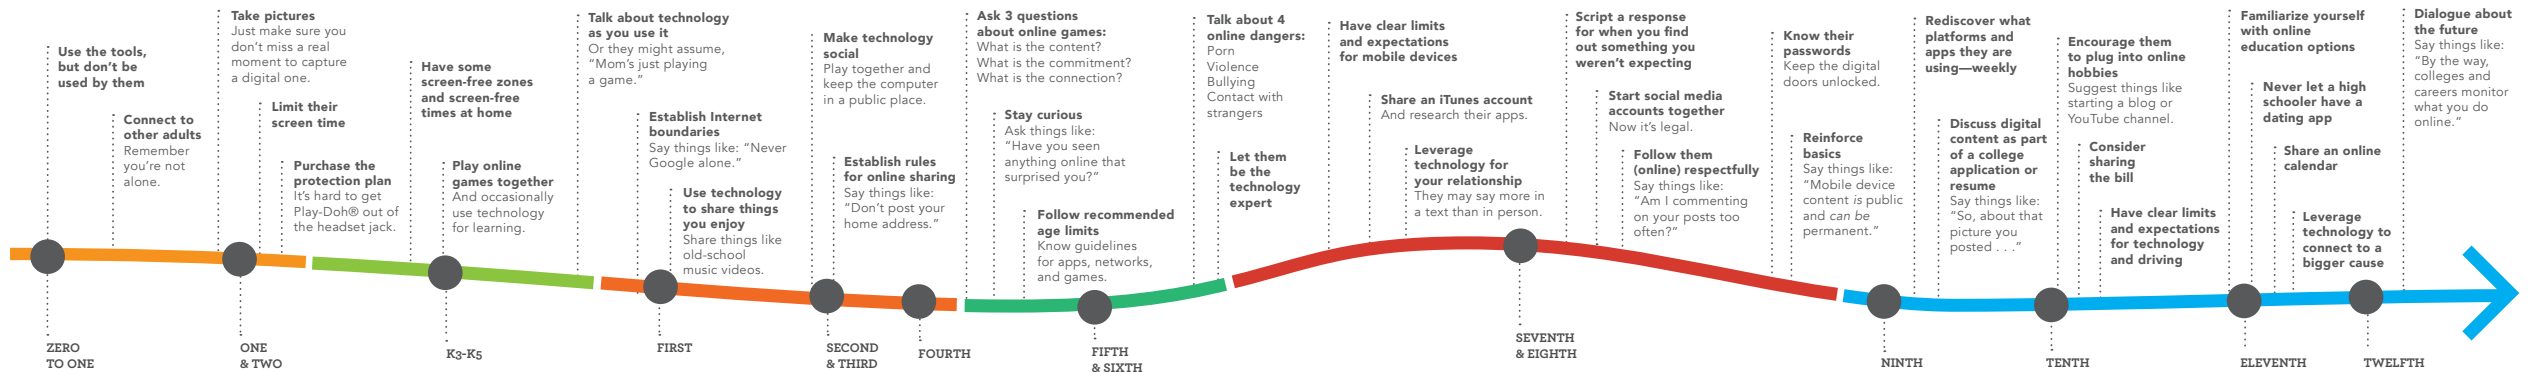 Use the tools,
but don't be
used by them
Connect to
other adults
Remember
you're not
alone.
Take pictures
Just make sure you
don't miss a real
moment to capture
a digital one.
Limit their
screen time
Purchase the
protection plan
It's hard to get
Play-Doh® out of
the headset jack.
Have some
screen-free zones
and screen-free
times at home
Play online
games together
And occasionally
use technology
for learning.
Talk about technology
as you use it
Or they might assume,
“Mom's just playing
a game.”
Establish Internet
boundaries
Say things like: “Never
Google alone.”
Use technology
to share things
you enjoy
Share things like
old-school
music videos.
Make technology
social
Play together and
keep the computer
in a public place.
Establish rules
for online sharing
Say things like:
“Don't post your
home address.”
Ask 3 questions
about online games:
What is the content?
What is the commitment?
What is the connection?
Stay curious
Ask things like:
“Have you seen
anything online that
surprised you?”
Follow recommended
age limits
Know guidelines
for apps, networks,
and games.
Talk about 4
online dangers:
Porn
Violence
Bullying
Contact with
strangers
Let them
be the
technology
expert
Have clear limits
and expectations
for mobile devices
Share an iTunes account
And research their apps.
Leverage
technology for
your relationship
They may say more in
a text than in person.
Script a response
for when you find
out something you
weren't expecting
Start social media
accounts together
Now it's legal.
Follow them
(online) respectfully
Say things like:
“Am I commenting
on your posts too
often?”
Know their
passwords
Keep the digital
doors unlocked.
Reinforce
basics
Say things like:
“Mobile device
content is public
and can be
permanent.”
Rediscover what
platforms and
apps they are
using—weekly
Discuss digital
content as part
of a college
application or
resume
Say things like:
“So, about that
picture you
posted . . .”
Encourage them
to plug into online
hobbies
Suggest things like
starting a blog or
YouTube channel.
Consider
sharing
the bill
Have clear limits
and expectations
for technology
and driving
Familiarize yourself
with online
education options
Never let a high
schooler have a
dating app
Share an online
calendar
Leverage
technology to
connect to a
bigger cause
Dialogue about
the future
Say things like:
“By the way,
colleges and
careers monitor
what you do
online.”
ZERO
TO ONE
ONE
& TWO
K3-K5
FIRST
SECOND
& THIRD
FOURTH
FIFTH
& SIXTH
SEVENTH
& EIGHTH
NINTH
TENTH
ELEVENTH
TWELFTH